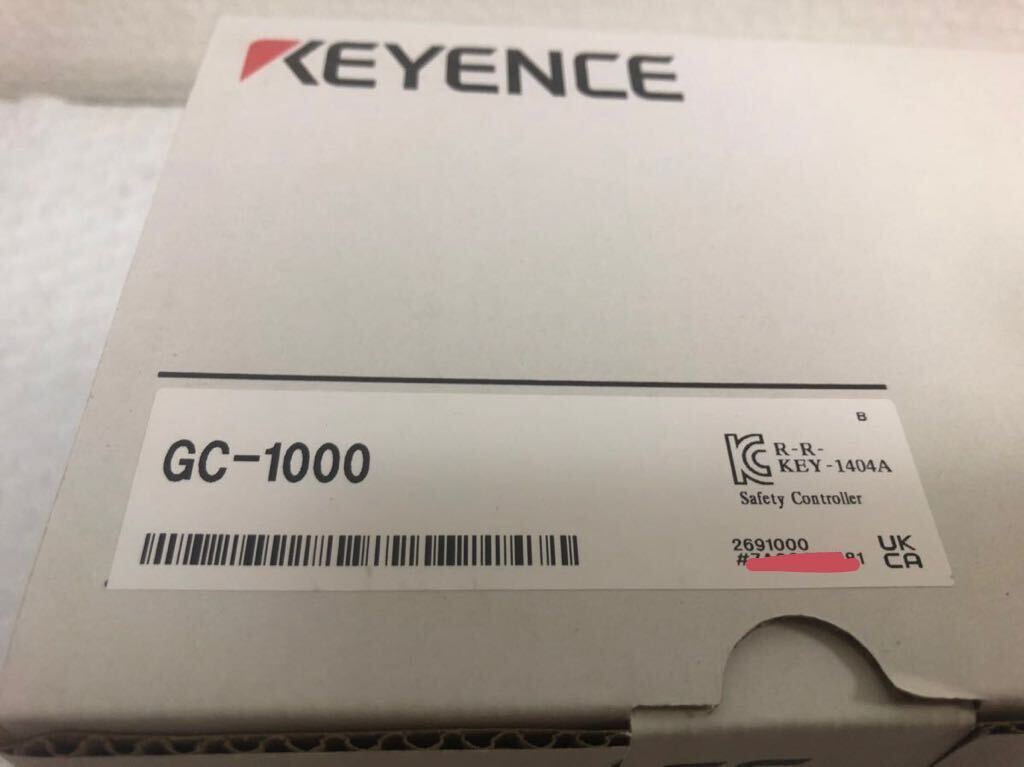 KEYENCE
B
GC-1000
R-R-
KEY-1404A
Safety Controller
2691000
UK
CA